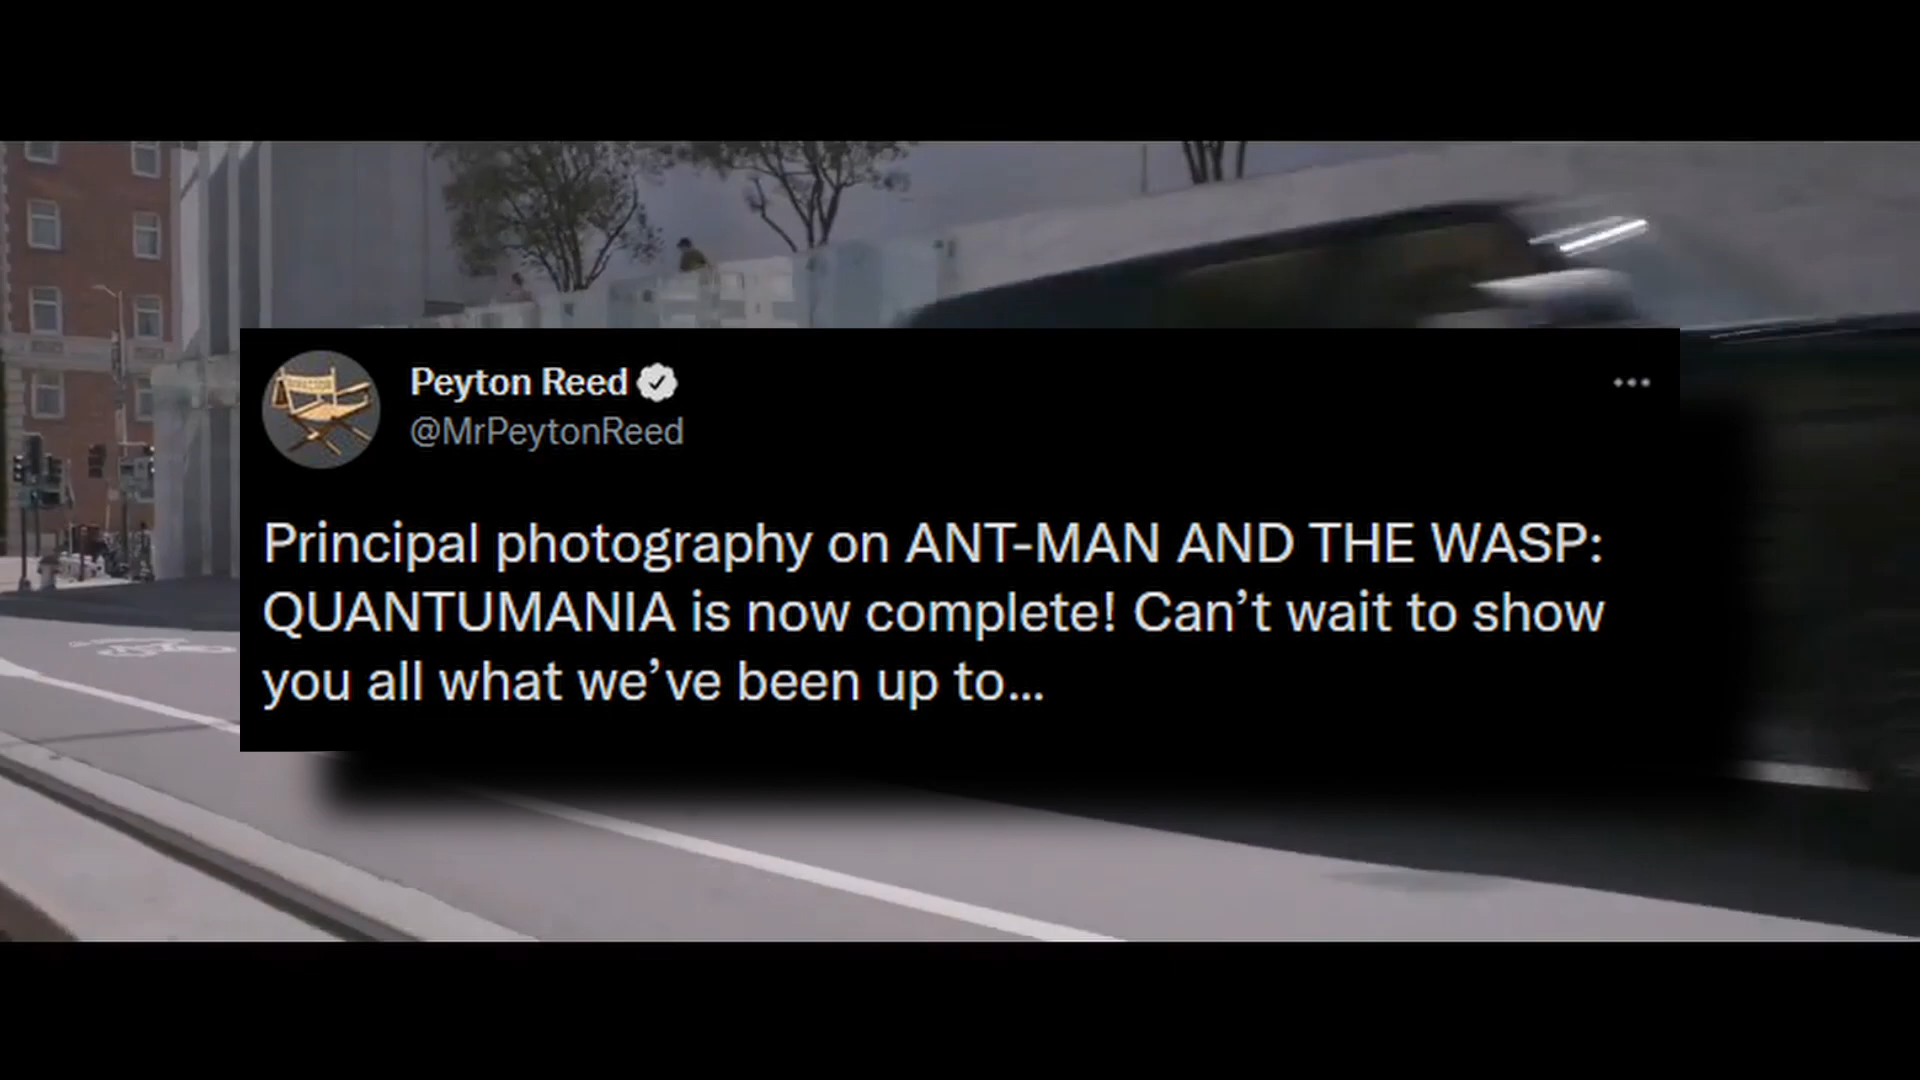 DIRECTOR
Peyton Reed
@MrPeytonReed
Principal photography on ANT-MAN AND THE WASP:
QUANTUMANIA is now complete! Can’t wait to show
you all what we’ve been up to...